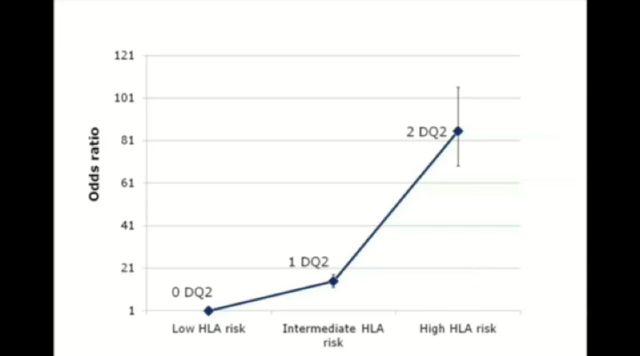 121
101
81
61
41
21
1
Odds ratio
0 DQ2
1 DQ2
2 DQ2
Low HLA risk
Intermediate HLA
risk
High HLA risk